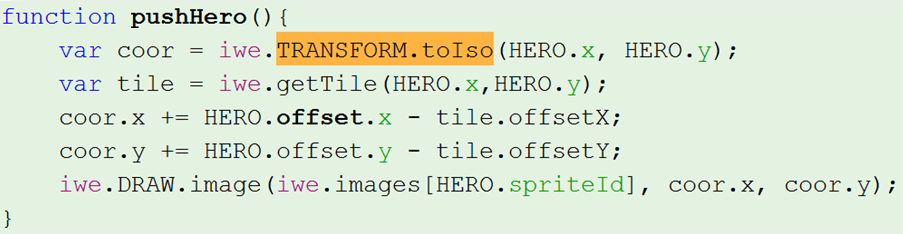 function pushHero(){
    var coor = iwe.TRANSFORM.toIso(HERO.x, HERO.y);
    var tile = iwe.getTile(HERO.x,HERO.y);
    coor.x += HERO.offset.x - tile.offsetX;
    coor.y += HERO.offset.y - tile.offsetY;
    iwe.DRAW.image(iwe.images[HERO.spriteId], coor.x, coor.y);
}